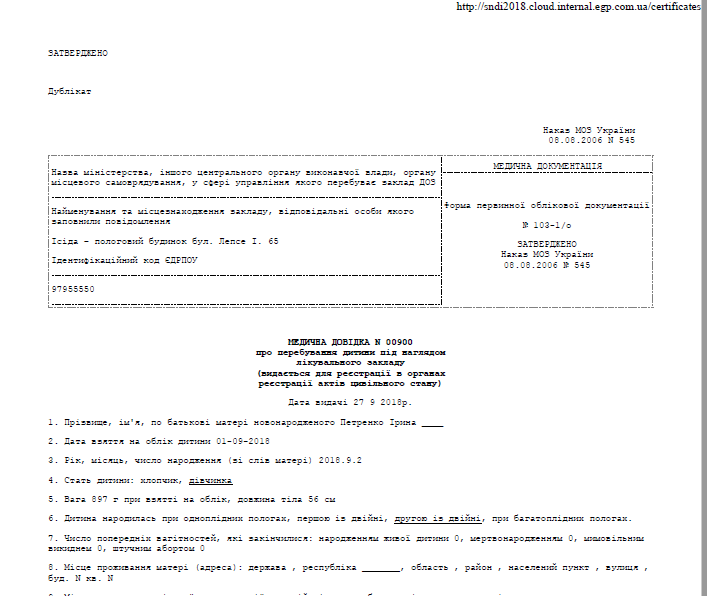 http://sndi2018.cloud.internal.egp.com.ua/certificates
ЗАТВЕРДЖЕНО
Дублікат
Наказ МОЗ України
08.08.2006 N 545
Назва міністерства, іншого центрального органу виконавчої влади, органу
місцевого самоврядування, у сфері управління якого перебуває заклад ДОЗ
Найменування та місцевнаходження закладу, відповідальні особи якого
заповнили повідомлення
Ісіда – пологовий будинок бул. Лепсе І. 65
Ідентифікаційний код ЄДРПОУ
97955550
МЕДИЧНА ДОКУМЕНТАЦІЯ
Форма первинної облікової документації
№ 103-1/о
ЗАТВЕРДЖЕНО
Наказ МОЗ України
08.08.2006 № 545
МЕДИЧНА ДОВІДКА N 00900
про перебування дитини під наглядом
лікувального закладу
(видається для реєстрації в органах
реєстрації актів цивільного стану)
Дата видачі 27 9 2018р.
1. Прізвище, ім'я, по батькові матері новонародженого Петренко Ірина ____
2. Дата взяття на облік дитини 01-09-2018
3. Рік, місяць, число народження (зі слів матері) 2018.9.2
4. Стать дитини: хлопчик, дівчинка
5. Вага 897 г при взятті на облік, довжина тіла 56 см
6. Дитина народилась при одноплідних пологах, першою із двійні, другою із двійні, при багатоплідних пологах.
7. Число попередніх вагітностей, які закінчилися: народженням живої дитини 0, мертвонародженням 0, мимовільним
викиднем 0, штучним абортом 0
8. Місце проживання матері (адреса): держава , республіка _______, область , район , населений пункт , вулиця ,
буд. N кв. N